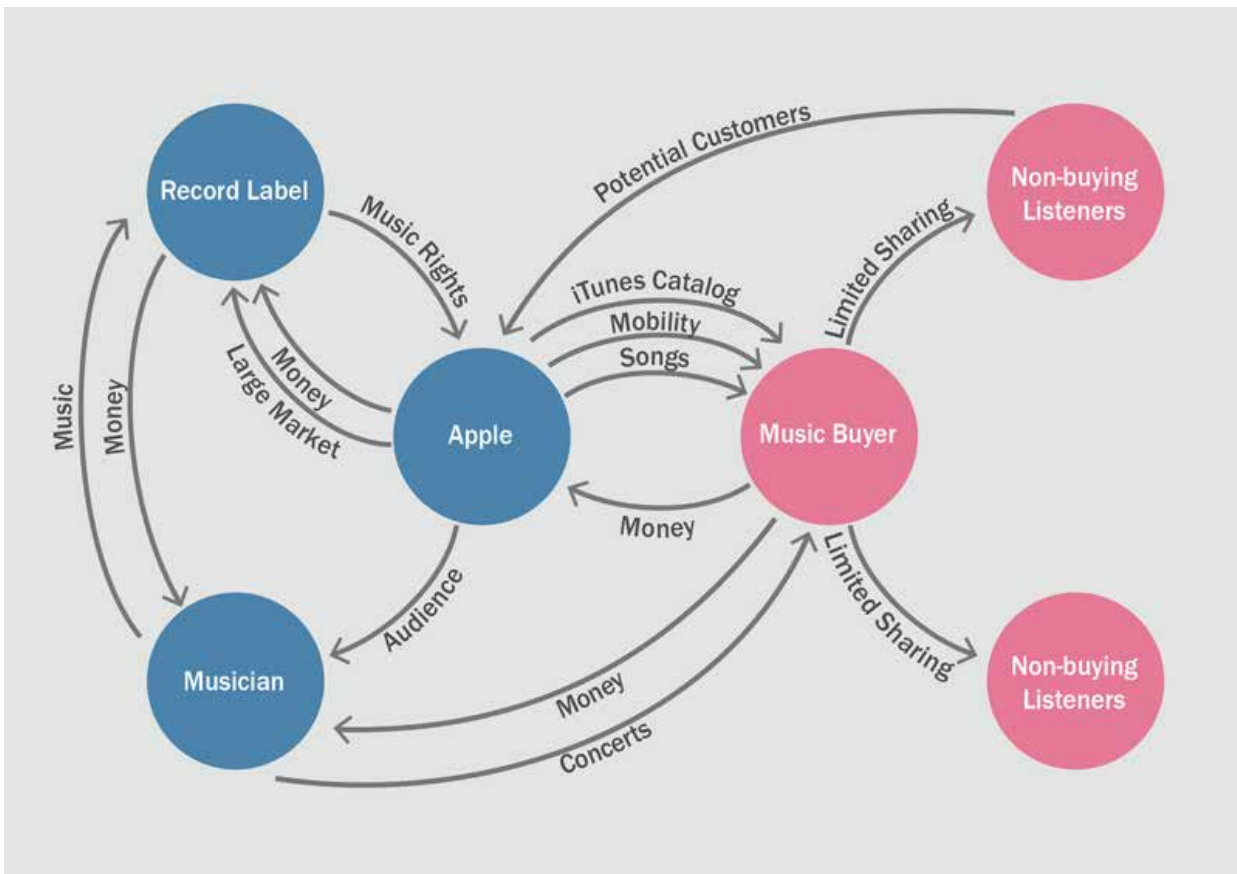 Potential Customers
Record Label
Non-buying
Listeners
Music Rights
Limited Sharing
iTunes Catalog
Mobility
Songs
Money
Large Market
Music
Money
Apple
Music Buyer
Money
Audience
Limited Sharing
Musician
Money
Concerts
Non-buying
Listeners